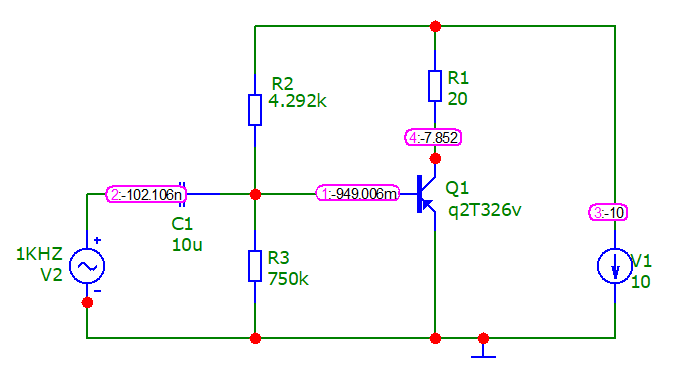 R2
4.292k
R1
20
4:-7.852
2:-102.106n
1:-949.006m
Q1
q2T326v
3:-10
C1
10u
1KHZ
V2
+
-
R3
750k
V1
10